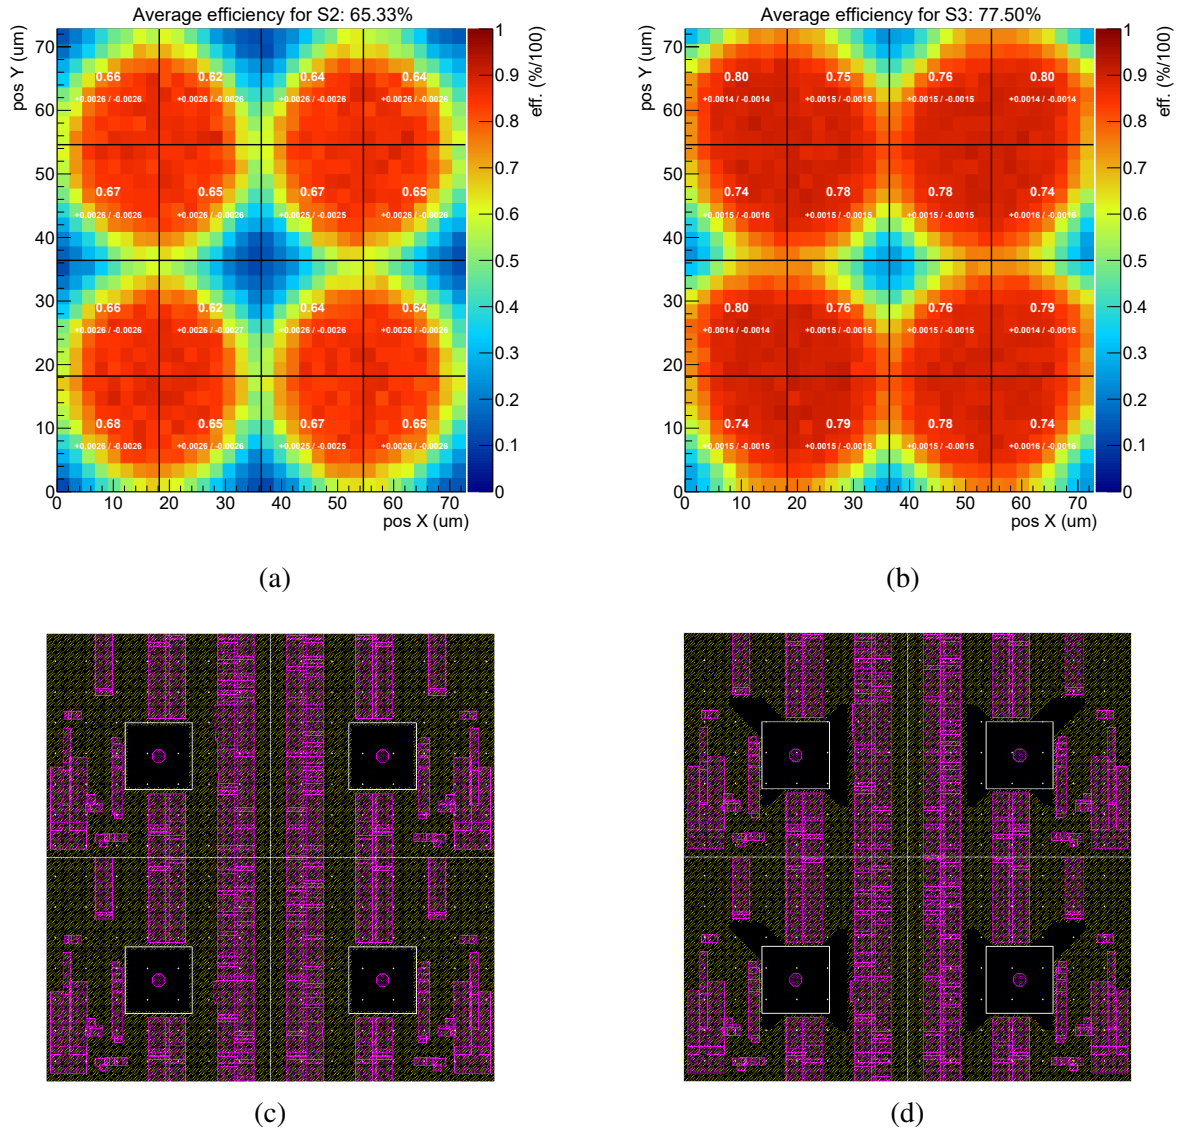 Average efficiency for S2: 65.33%
pos Y (um)
70
60
50
40
30
20
10
0
0.66 0.62 0.64 0.64
+0.0026 / -0.0026 +0.0026 / -0.0026 +0.0026 / -0.0026 +0.0026 / -0.0026
0.67 0.65 0.67 0.65
+0.0026 / -0.0026 +0.0026 / -0.0026 +0.0025 / -0.0025 +0.0026 / -0.0026
0.66 0.62 0.64 0.64
+0.0026 / -0.0026 +0.0026 / -0.0027 +0.0026 / -0.0026 +0.0026 / -0.0026
0.68 0.65 0.67 0.65
+0.0026 / -0.0026 +0.0026 / -0.0026 +0.0025 / -0.0025 +0.0026 / -0.0026
0 10 20 30 40 50 60 70
pos X (um)
1
0.9
0.8
0.7
0.6
0.5
0.4
0.3
0.2
0.1
0
eff. (%/100)
(a)
Average efficiency for S3: 77.50%
pos Y (um)
70
60
50
40
30
20
10
0
0.80 0.75 0.76 0.80
+0.0014 / -0.0014 +0.0015 / -0.0015 +0.0015 / -0.0015 +0.0014 / -0.0014
0.74 0.78 0.78 0.74
+0.0015 / -0.0016 +0.0015 / -0.0015 +0.0015 / -0.0015 +0.0016 / -0.0016
0.80 0.76 0.76 0.79
+0.0014 / -0.0014 +0.0015 / -0.0015 +0.0015 / -0.0015 +0.0014 / -0.0015
0.74 0.79 0.78 0.74
+0.0015 / -0.0015 +0.0015 / -0.0015 +0.0015 / -0.0015 +0.0016 / -0.0016
0 10 20 30 40 50 60 70
pos X (um)
1
0.9
0.8
0.7
0.6
0.5
0.4
0.3
0.2
0.1
0
eff. (%/100)
(b)
(c)
(d)